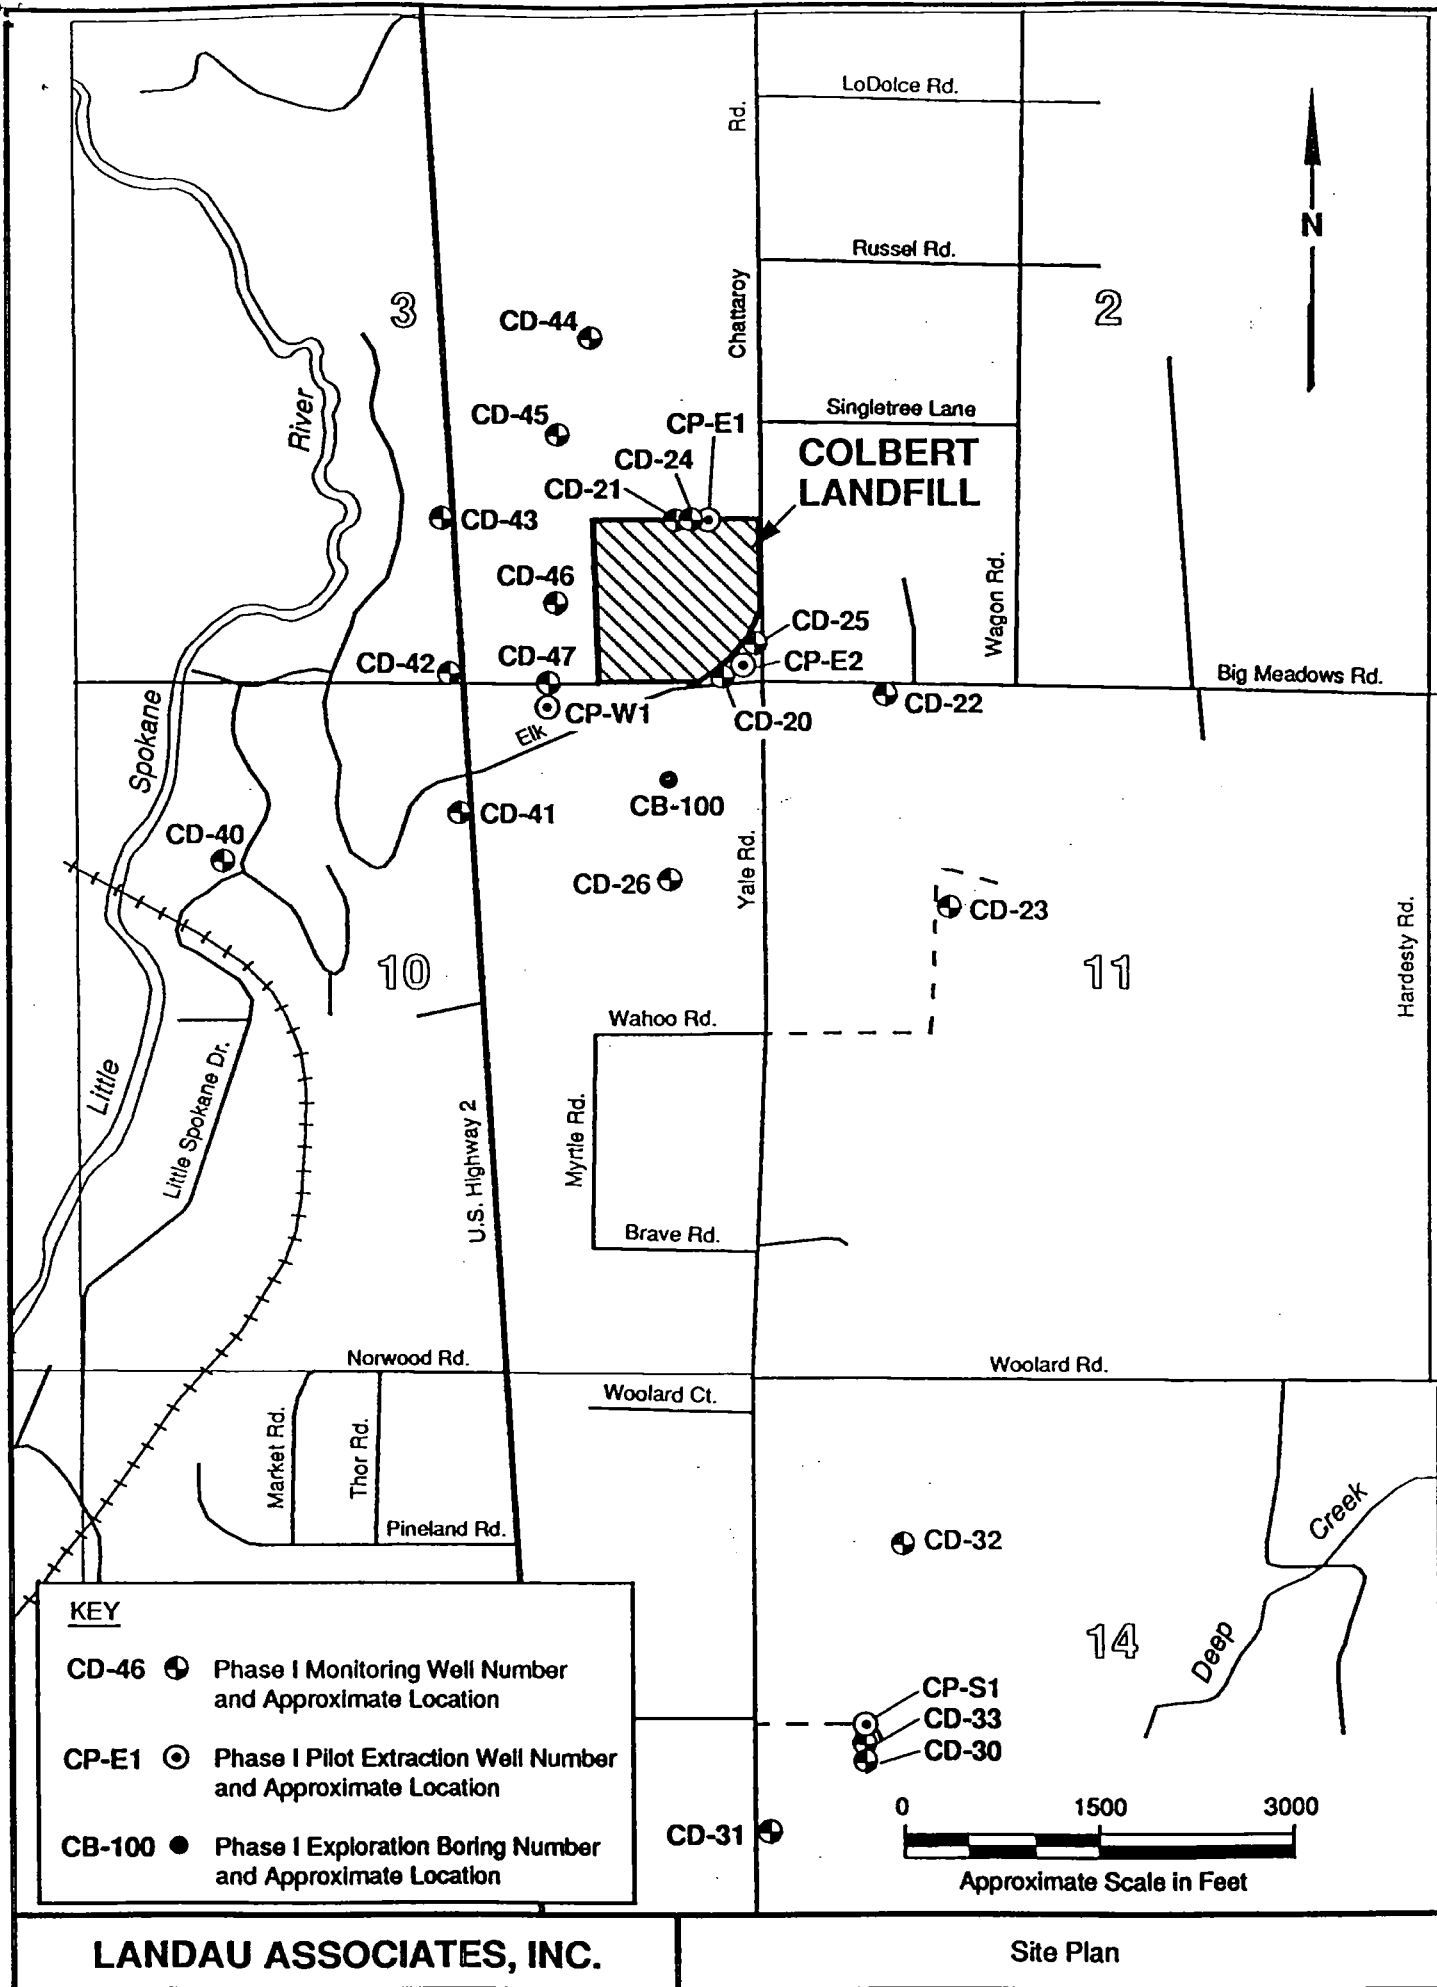 LoDolce Rd.
Rd.
Chattaroy
Russel Rd.
N
3
2
CD-44
River
CD-45
CP-E1
Singletree Lane
CD-24
COLBERT
LANDFILL
CD-21
CD-43
CD-46
Wagon Rd.
CD-25
CD-42
CD-47
CP-E2
Big Meadows Rd.
CD-22
CP-W1
CD-20
Elk
Spokane
CB-100
CD-41
CD-40
CD-26
Yale Rd.
CD-23
Hardesty Rd.
10
11
Wahoo Rd.
Little
Little Spokane Dr.
U.S. Highway 2
Myrtle Rd.
Brave Rd.
Norwood Rd.
Woolard Rd.
Woolard Ct.
Market Rd.
Thor Rd.
Pineland Rd.
Creek
CD-32
Deep
14
KEY
CD-46 Phase I Monitoring Well Number
and Approximate Location
CP-E1 Phase I Pilot Extraction Well Number
and Approximate Location
CB-100 Phase I Exploration Boring Number
and Approximate Location
CP-S1
CD-33
CD-30
CD-31
0 1500 3000
Approximate Scale in Feet
LANDAU ASSOCIATES, INC.
Site Plan